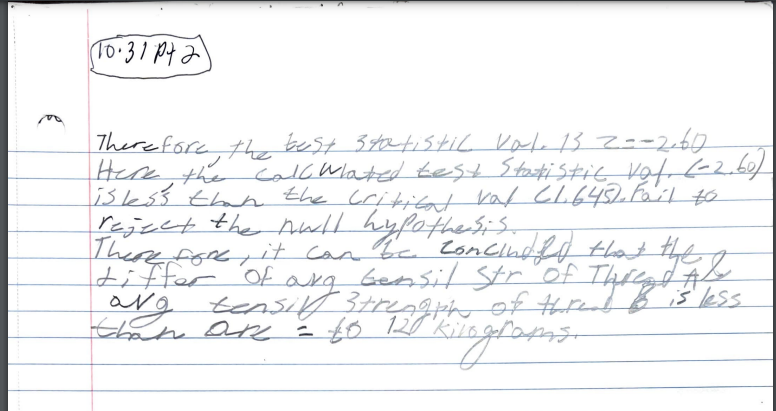 10.31 Pt 2
Therefore, the test statistic val. is z=-2.60
Here, the calculated test statistic val. (-2.60)
is less than the critical val (1.645). Fail to
reject the null hypothesis.
Therefore, it can be concluded that the
differ of avg tensil str of Thread A &
avg tensil strength of thread B is less
than are = to 12 kilograms.